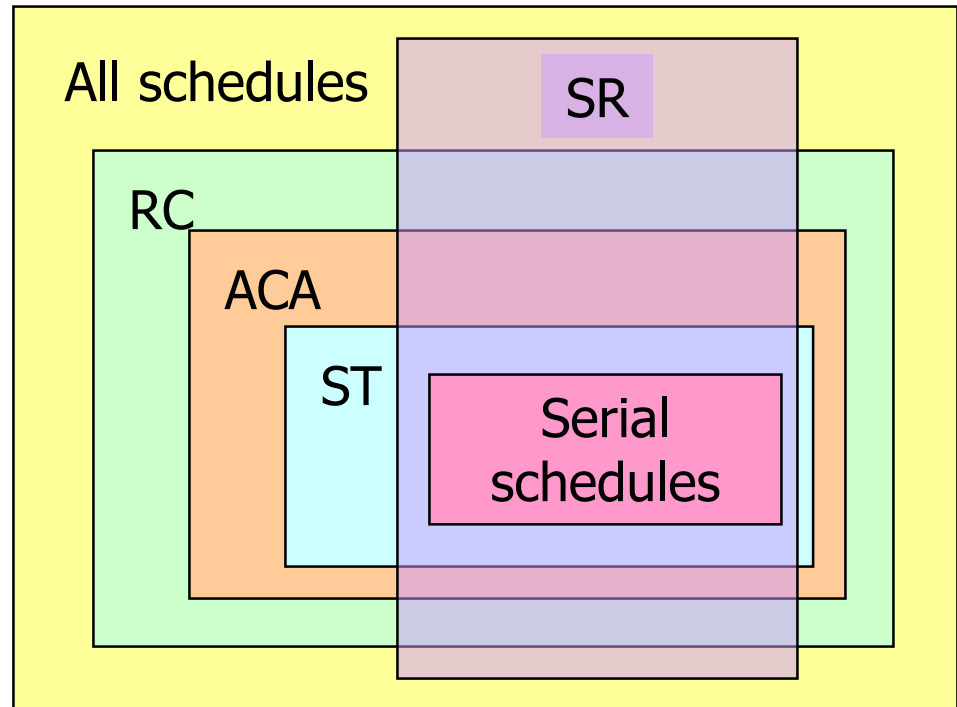 All schedules
SR
RC
ACA
ST
Serial
schedules